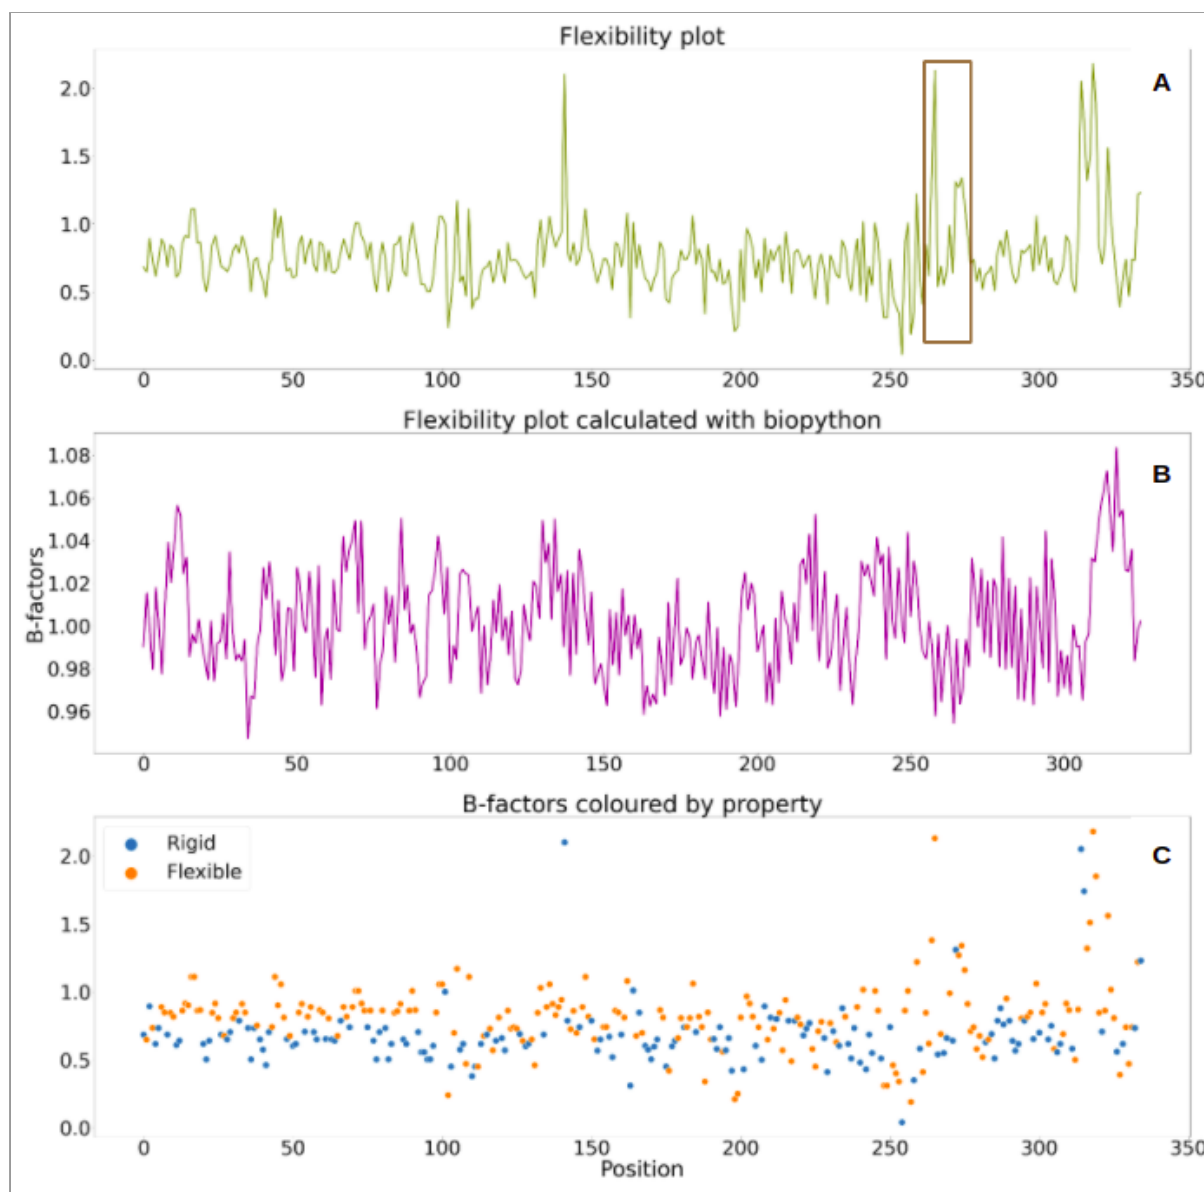 Flexibility plot
A
2.0
1.5
1.0
0.5
0.0
0 50 100 150 200 250 300 350
Flexibility plot calculated with biopython
B
1.08
1.06
1.04
1.02
1.00
0.98
0.96
B-factors
0 50 100 150 200 250 300
B-factors coloured by property
Rigid
Flexible
C
2.0
1.5
1.0
0.5
0.0
0 50 100 150 200 250 300 350
Position